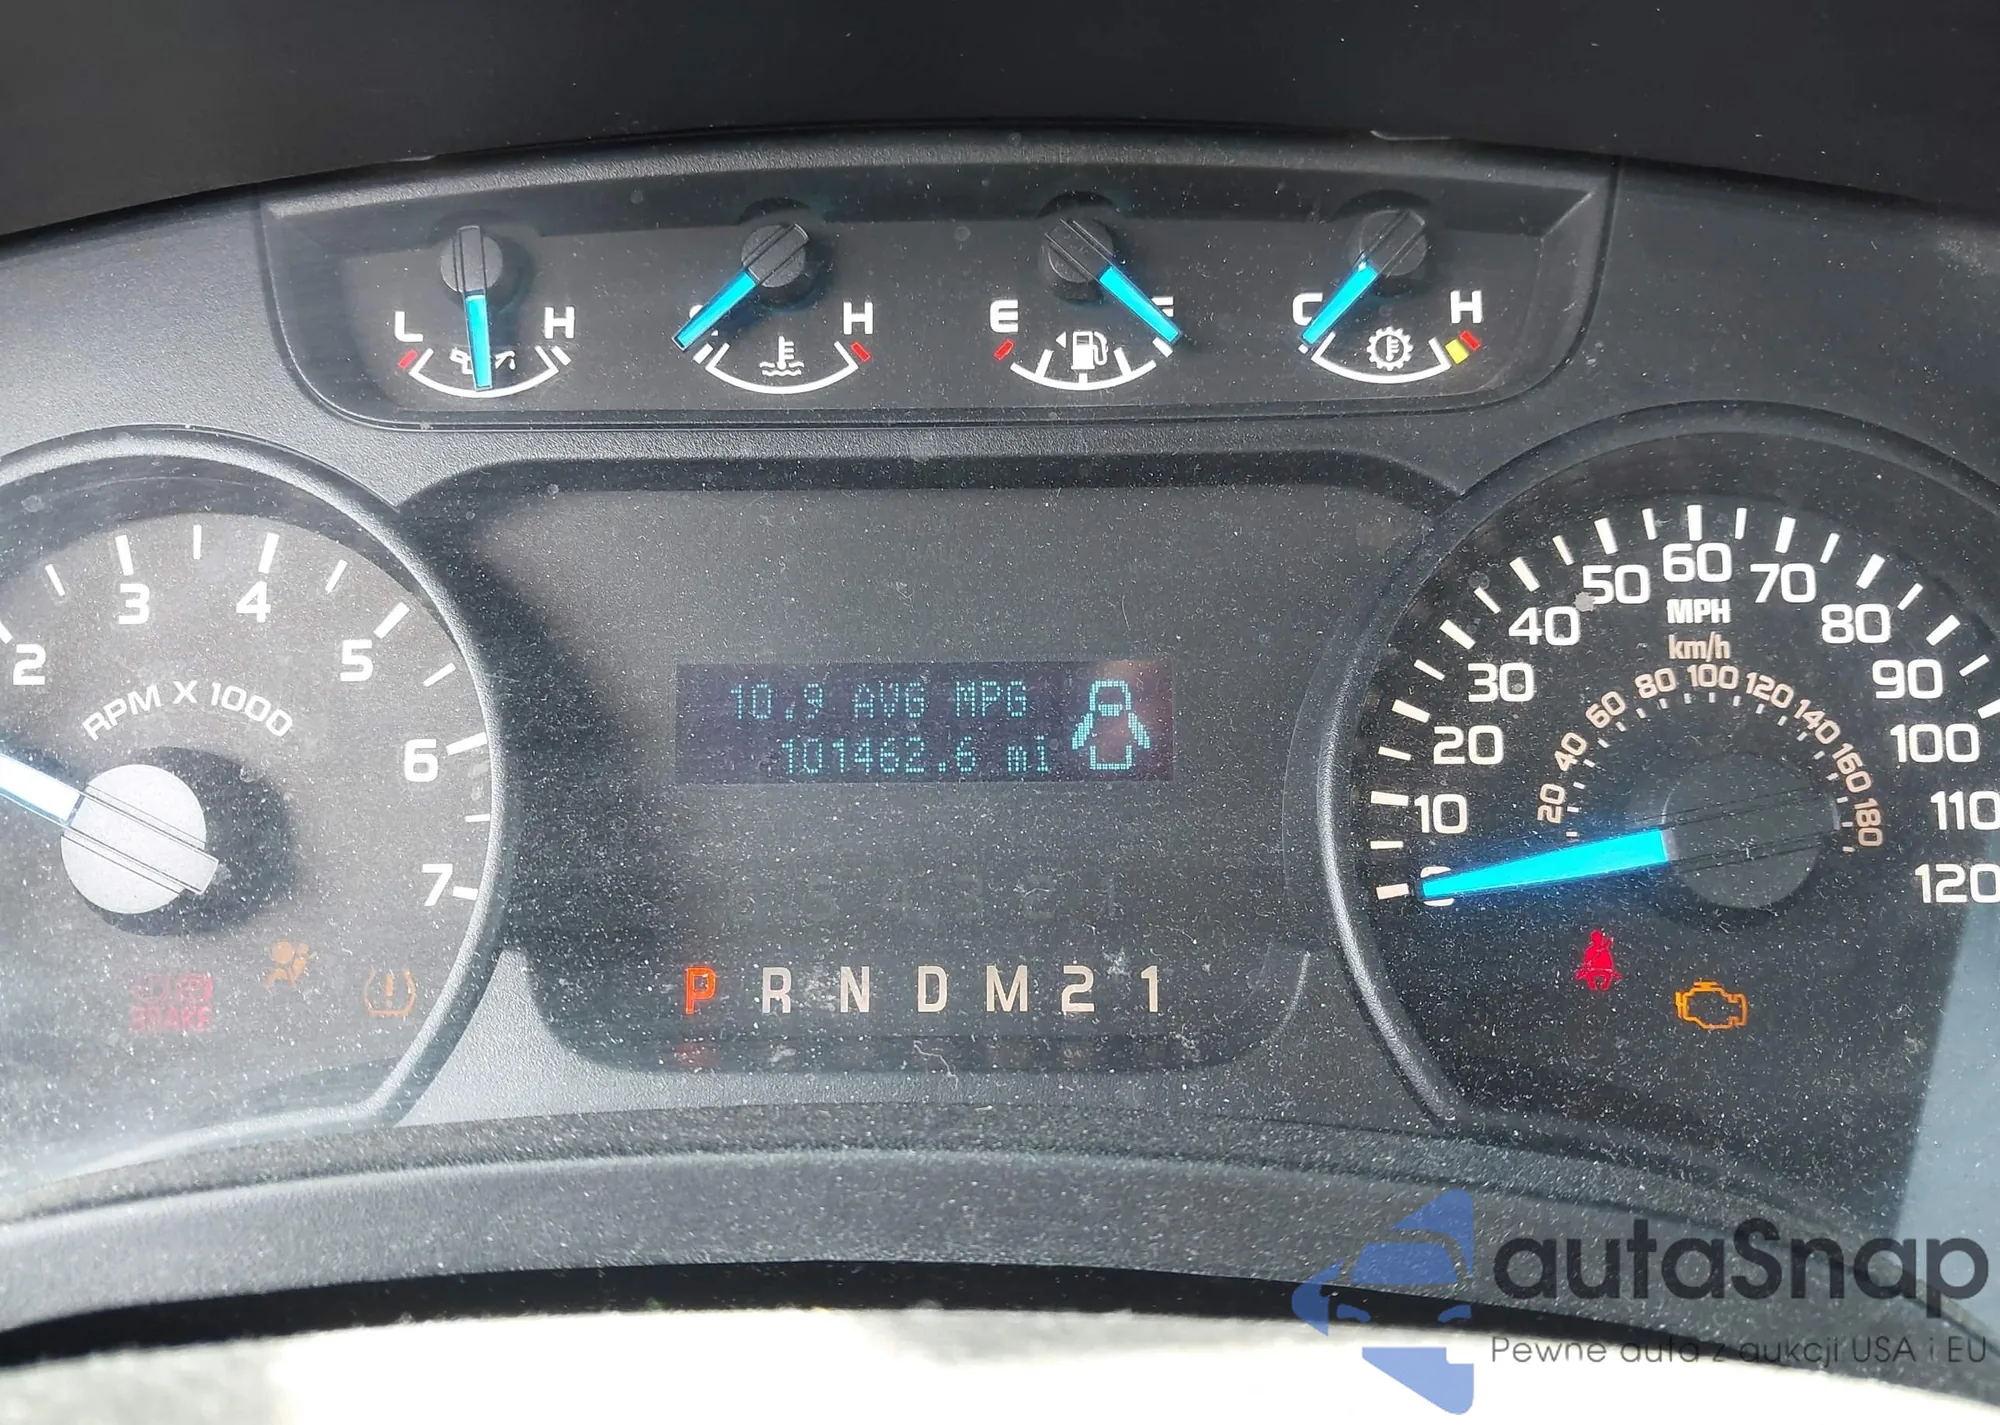 L H
H
E F
C H
2 3 4 5 6 7
RPM X 1000
10.9 AVG MPG
101462.6 mi
P R N D M 2 1
0 10 20 30 40 50 60 70 80 90 100 110 120
MPH
km/h
20 40 60 80 100 120 140 160 180
autaSnap
Pewne auta z aukcji USA i EU